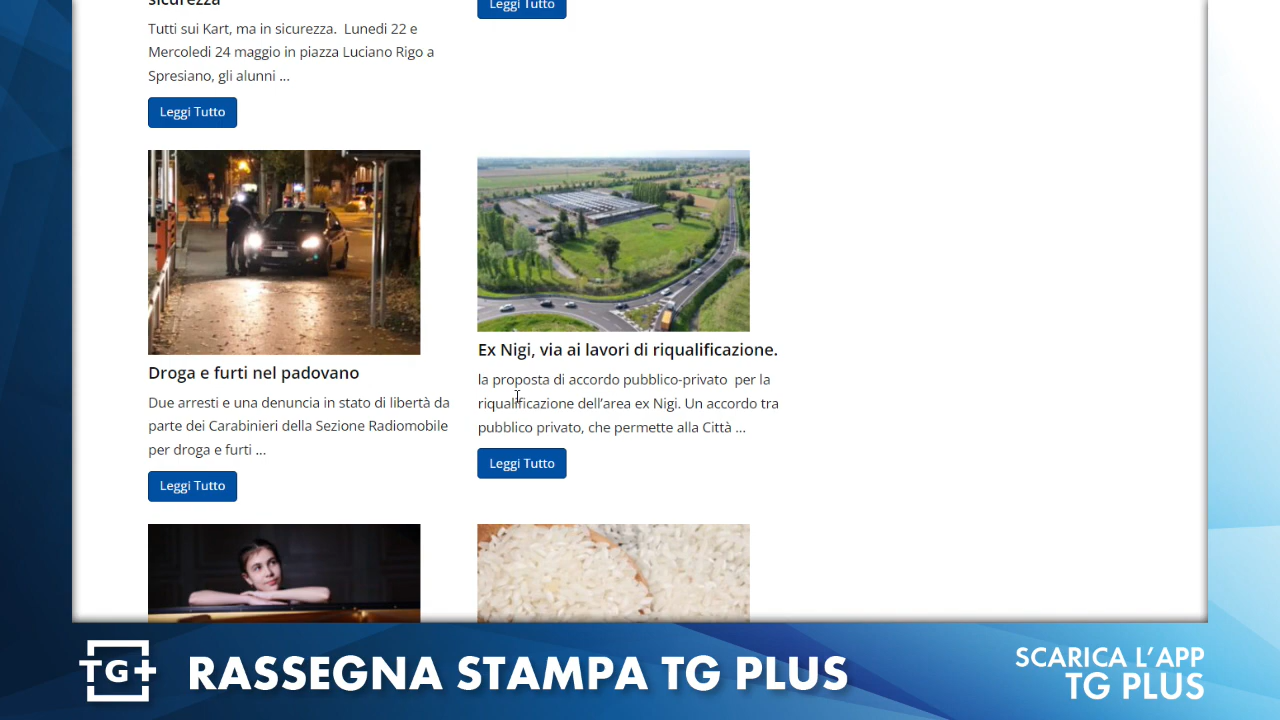 sicurezza
Tutti sui Kart, ma in sicurezza.  Lunedi 22 e
Mercoledi 24 maggio in piazza Luciano Rigo a
Spresiano, gli alunni ...
Leggi Tutto
Leggi Tutto
Droga e furti nel padovano
Due arresti e una denuncia in stato di libertà da
parte dei Carabinieri della Sezione Radiomobile
per droga e furti ...
Leggi Tutto
Ex Nigi, via ai lavori di riqualificazione.
la proposta di accordo pubblico-privato  per la
riqualificazione dell’area ex Nigi. Un accordo tra
pubblico privato, che permette alla Città ...
Leggi Tutto
TG+
RASSEGNA STAMPA TG PLUS
SCARICA L’APP
TG PLUS